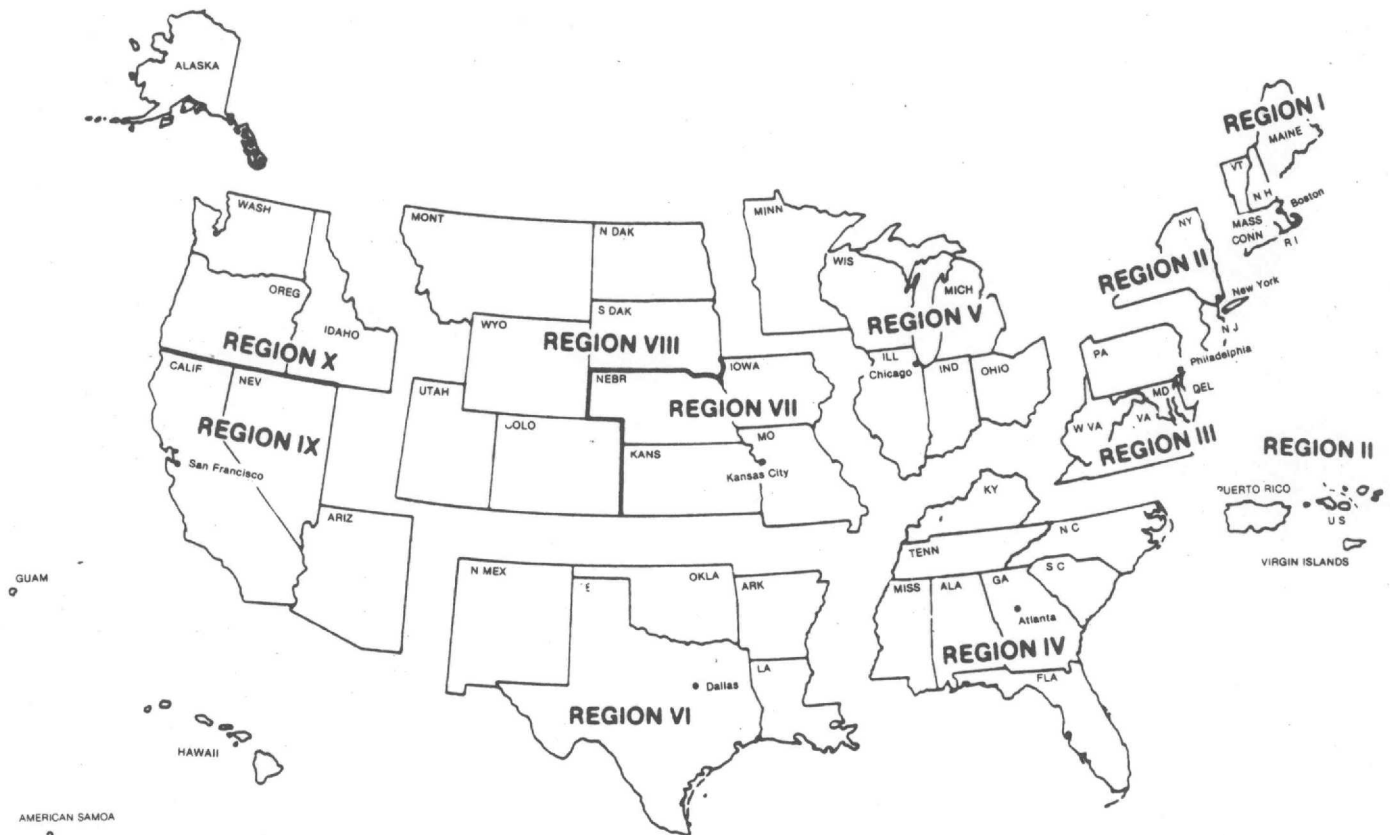 ALASKA
REGION I
MAINE
VT
N H
Boston
MASS
CONN
R I
NY
REGION II
New York
N J
WASH
OREG
IDAHO
REGION X
MONT
N DAK
S DAK
WYO
REGION VIII
UTAH
COLO
MINN
WIS
MICH
REGION V
ILL
Chicago
IND
OHIO
PA
Philadelphia
MD
DEL
W VA
VA
REGION III
CALIF
NEV
REGION IX
San Francisco
ARIZ
NEBR
IOWA
REGION VII
KANS
MO
Kansas City
REGION II
PUERTO RICO
U S
VIRGIN ISLANDS
KY
TENN
N C
S C
MISS
ALA
GA
Atlanta
REGION IV
FLA
N MEX
OKLA
ARK
LA
Dallas
REGION VI
GUAM
HAWAII
AMERICAN SAMOA